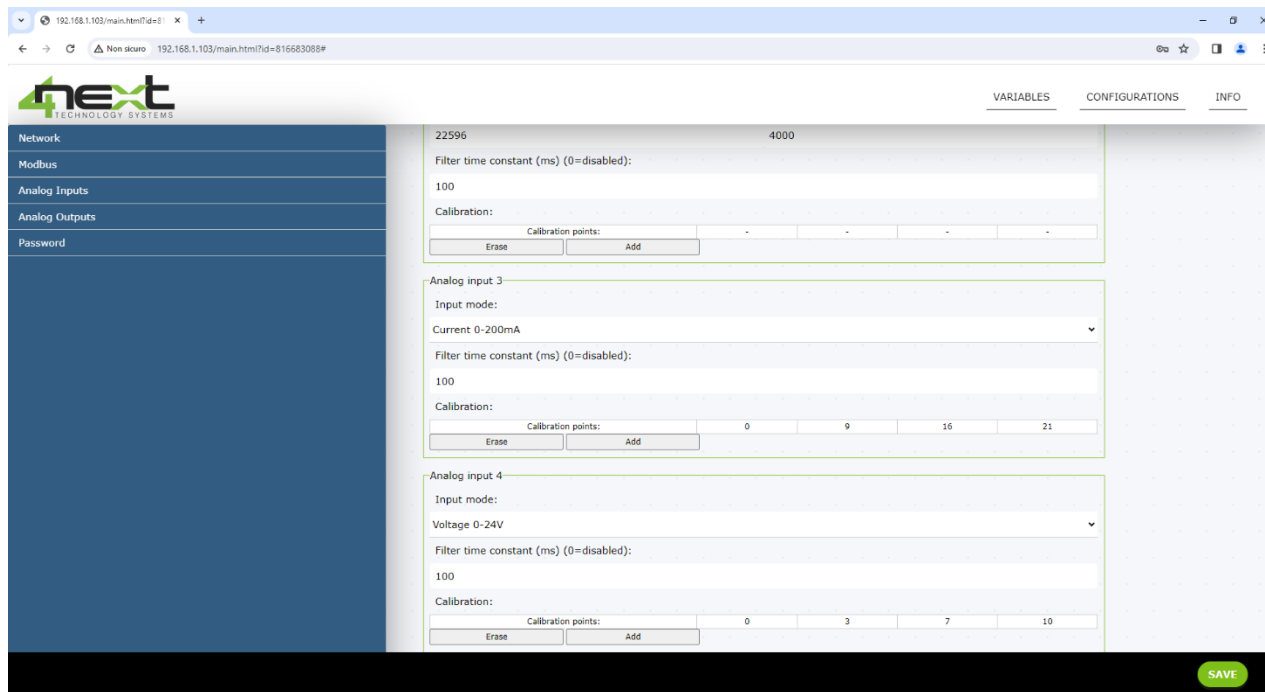 192.168.1.103/main.html?id=81
Non sicuro 192.168.1.103/main.html?id=816683088#
4next
TECHNOLOGY SYSTEMS
VARIABLES CONFIGURATIONS INFO
Network
Modbus
Analog Inputs
Analog Outputs
Password
22596 4000
Filter time constant (ms) (0=disabled):
100
Calibration:
Calibration points: - - - -
Erase Add
Analog input 3
Input mode:
Current 0-200mA
Filter time constant (ms) (0=disabled):
100
Calibration:
Calibration points: 0 9 16 21
Erase Add
Analog input 4
Input mode:
Voltage 0-24V
Filter time constant (ms) (0=disabled):
100
Calibration:
Calibration points: 0 3 7 10
Erase Add
SAVE